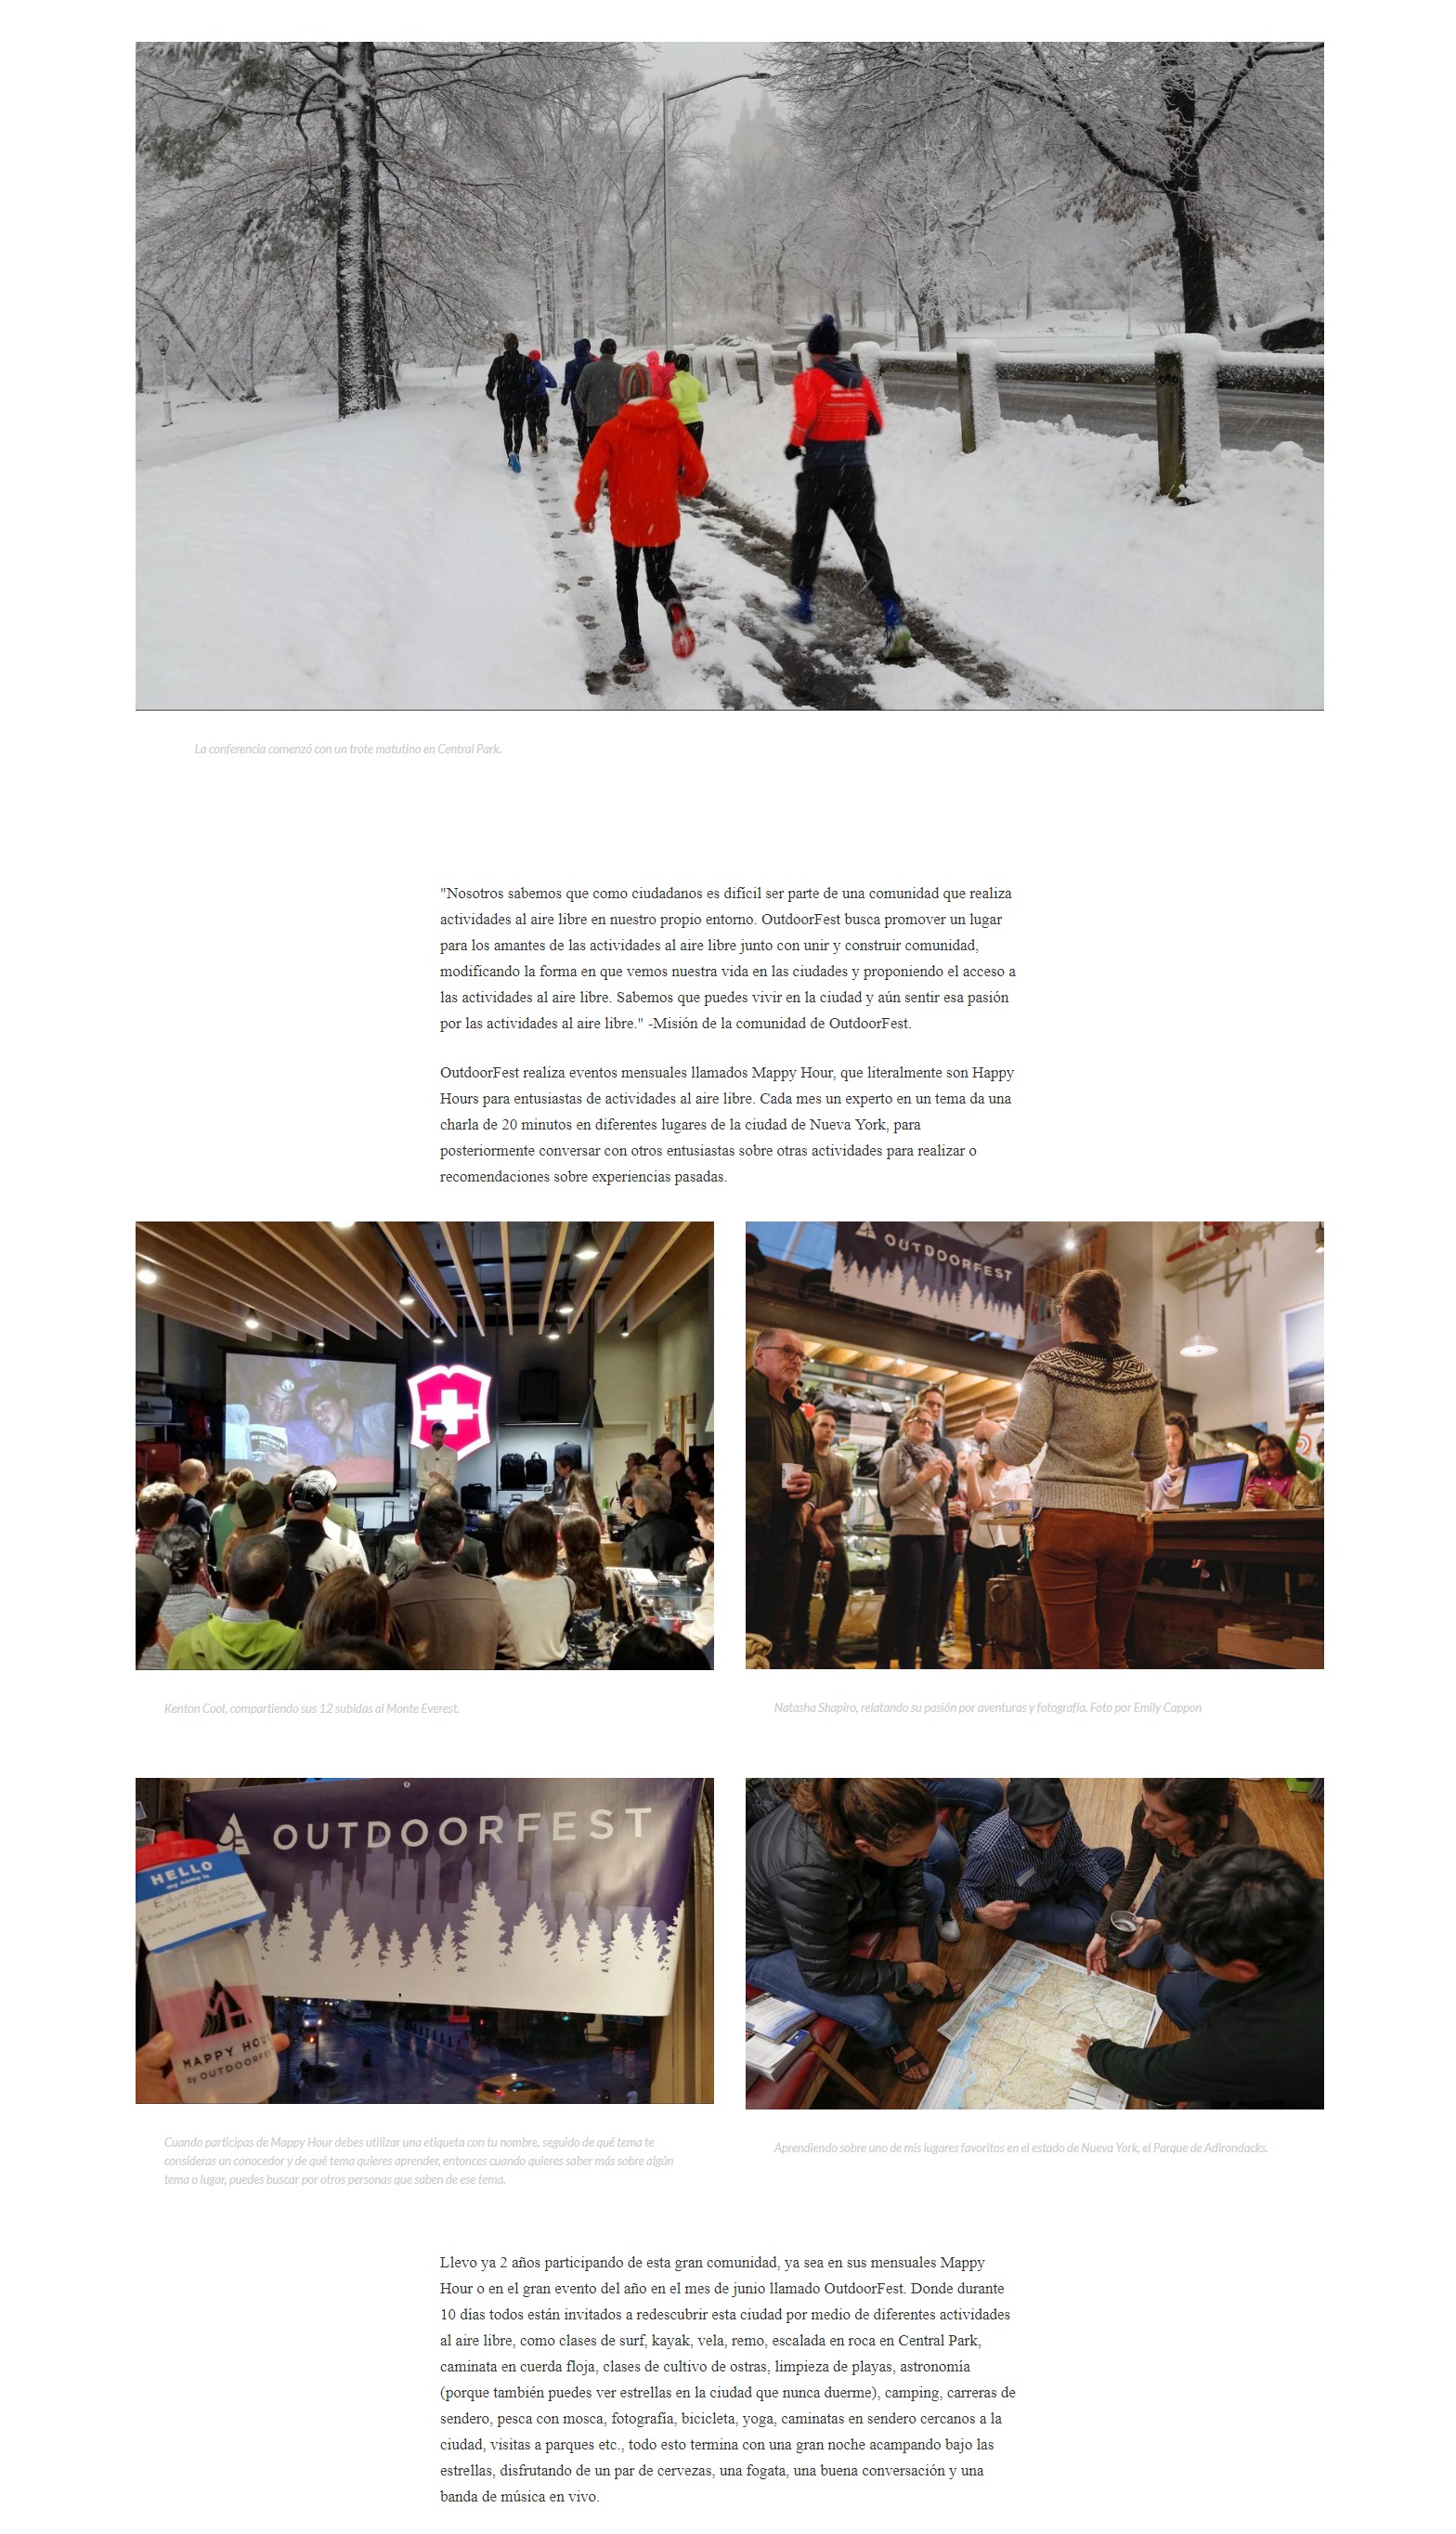 La conferencia comenzó con un trote matutino en Central Park.
"Nosotros sabemos que como ciudadanos es difícil ser parte de una comunidad que realiza
actividades al aire libre en nuestro propio entorno. OutdoorFest busca promover un lugar
para los amantes de las actividades al aire libre junto con unir y construir comunidad,
modificando la forma en que vemos nuestra vida en las ciudades y proponiendo el acceso a
las actividades al aire libre. Sabemos que puedes vivir en la ciudad y aún sentir esa pasión
por las actividades al aire libre." -Misión de la comunidad de OutdoorFest.
OutdoorFest realiza eventos mensuales llamados Mappy Hour, que literalmente son Happy
Hours para entusiastas de actividades al aire libre. Cada mes un experto en un tema da una
charla de 20 minutos en diferentes lugares de la ciudad de Nueva York, para
posteriormente conversar con otros entusiastas sobre otras actividades para realizar o
recomendaciones sobre experiencias pasadas.
OUTDOORFEST
Kenton Cool, compartiendo sus 12 subidas al Monte Everest.
Natasha Shapiro, relatando su pasión por aventuras y fotografía. Foto por Emily Cappon
OUTDOORFEST
HELLO
my name is
MAPPY HOU
by OUTDOORFE
Cuando participas de Mappy Hour debes utilizar una etiqueta con tu nombre, seguido de qué tema te
consideras un conocedor y de qué tema quieres aprender, entonces cuando quieres saber más sobre algún
tema o lugar, puedes buscar por otros personas que saben de ese tema.
Aprendiendo sobre uno de mis lugares favoritos en el estado de Nueva York, el Parque de Adirondacks.
Llevo ya 2 años participando de esta gran comunidad, ya sea en sus mensuales Mappy
Hour o en el gran evento del año en el mes de junio llamado OutdoorFest. Donde durante
10 días todos están invitados a redescubrir esta ciudad por medio de diferentes actividades
al aire libre, como clases de surf, kayak, vela, remo, escalada en roca en Central Park,
caminata en cuerda floja, clases de cultivo de ostras, limpieza de playas, astronomía
(porque también puedes ver estrellas en la ciudad que nunca duerme), camping, carreras de
sendero, pesca con mosca, fotografía, bicicleta, yoga, caminatas en sendero cercanos a la
ciudad, visitas a parques etc., todo esto termina con una gran noche acampando bajo las
estrellas, disfrutando de un par de cervezas, una fogata, una buena conversación y una
banda de música en vivo.